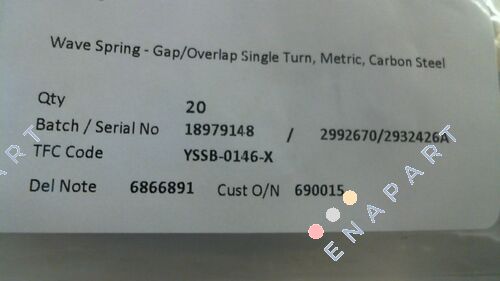 Wave Spring - Gap/Overlap Single Turn, Metric, Carbon Steel
Qty 20
Batch / Serial No 18979148 / 2992670/2932426A
TFC Code YSSB-0146-X
Del Note 6866891 Cust O/N 690015
ENAPART
ENAPART